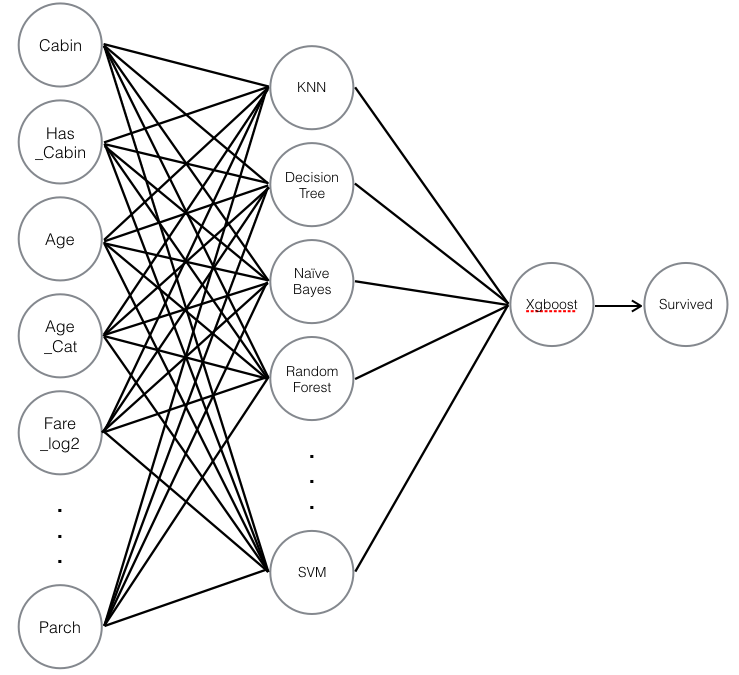 Cabin
Has
_Cabin
Age
Age
_Cat
Fare
_log2
Parch
KNN
Decision
Tree
Naïve
Bayes
Random
Forest
SVM
Xgboost
Survived